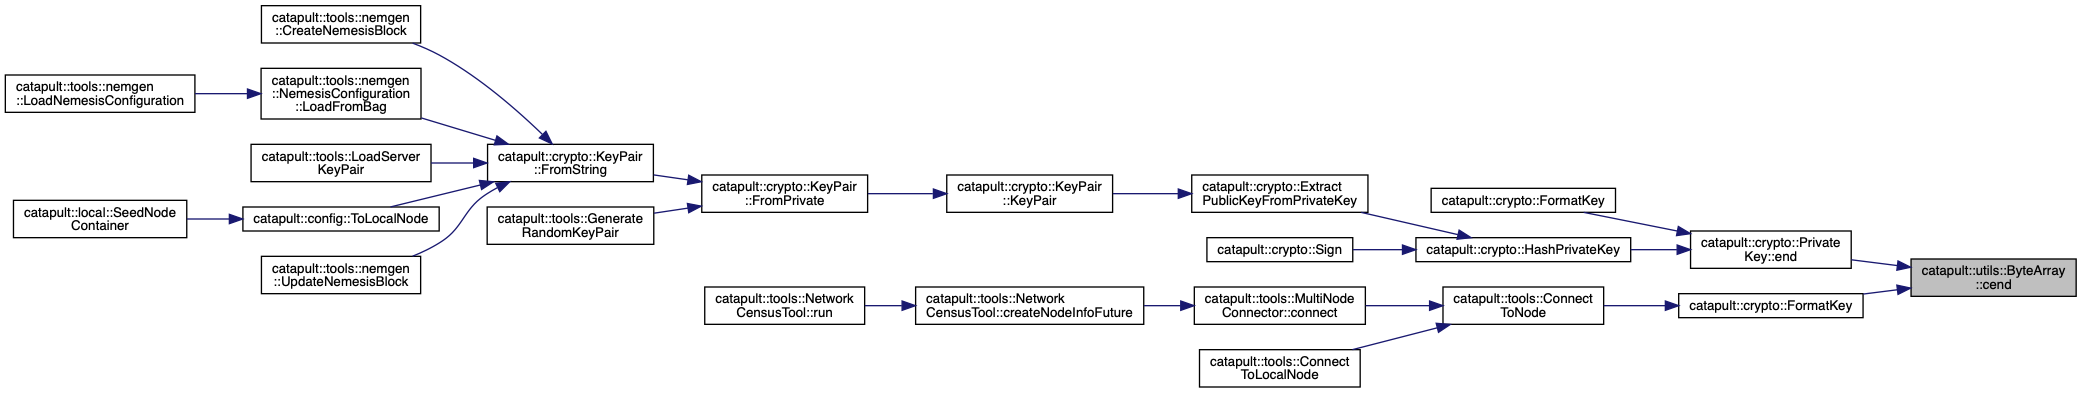 catapult::tools::nemgen
::CreateNemesisBlock
catapult::tools::nemgen
::LoadNemesisConfiguration
catapult::tools::nemgen
::NemesisConfiguration
::LoadFromBag
catapult::tools::LoadServer
KeyPair
catapult::local::SeedNode
Container
catapult::config::ToLocalNode
catapult::tools::nemgen
::UpdateNemesisBlock
catapult::crypto::KeyPair
::FromString
catapult::tools::Generate
RandomKeyPair
catapult::crypto::KeyPair
::FromPrivate
catapult::crypto::KeyPair
::KeyPair
catapult::crypto::Extract
PublicKeyFromPrivateKey
catapult::crypto::Sign
catapult::crypto::FormatKey
catapult::crypto::HashPrivateKey
catapult::crypto::Private
Key::end
catapult::utils::ByteArray
::cend
catapult::tools::Network
CensusTool::run
catapult::tools::Network
CensusTool::createNodeInfoFuture
catapult::tools::MultiNode
Connector::connect
catapult::tools::Connect
ToLocalNode
catapult::tools::Connect
ToNode
catapult::crypto::FormatKey